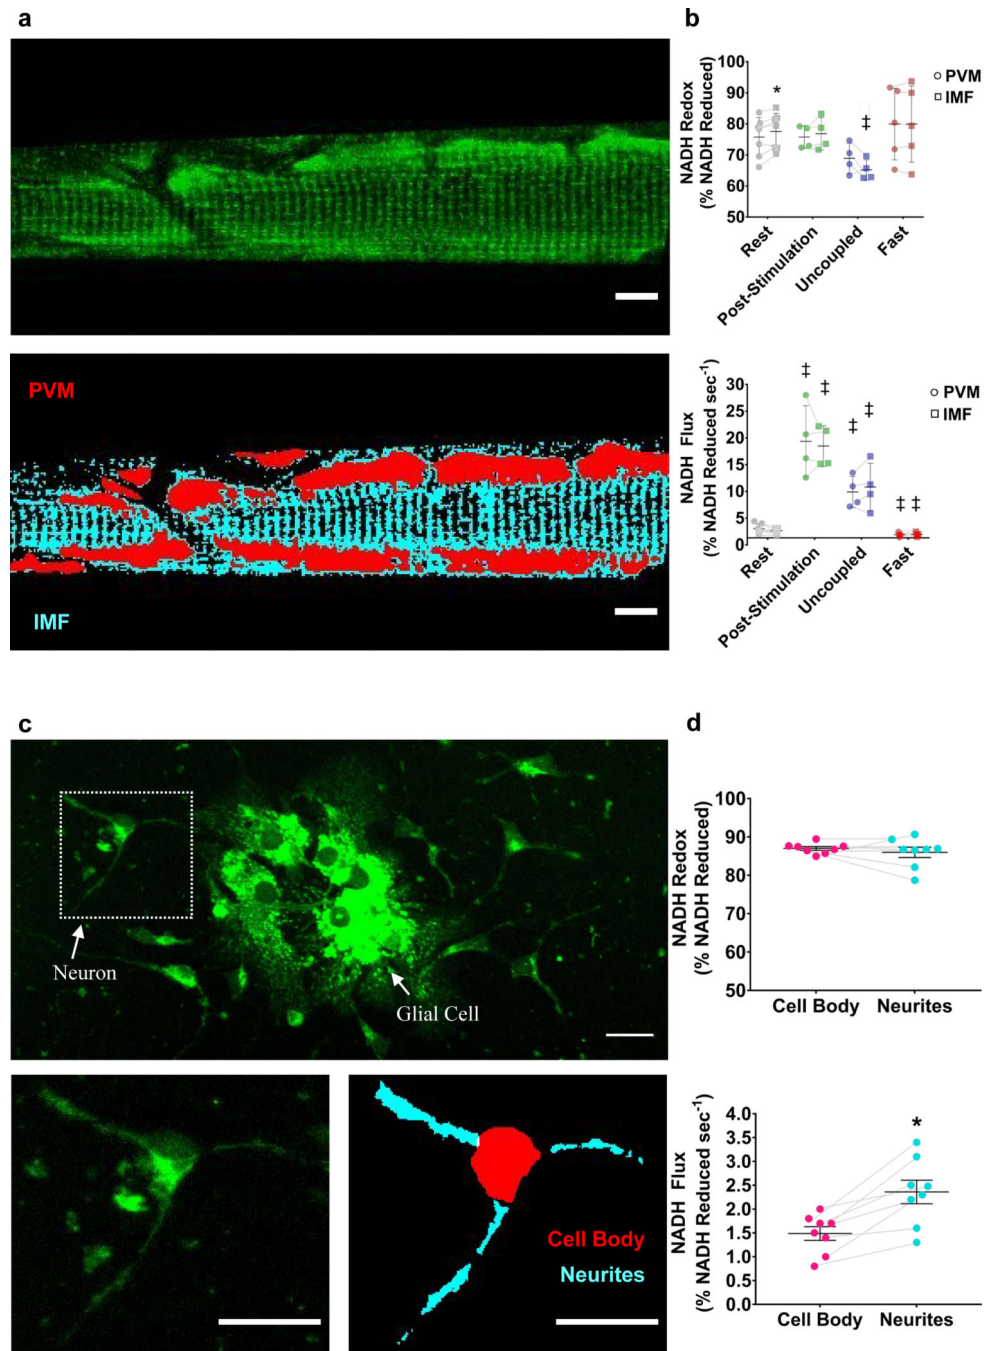 a
PVM
IMF
b
NADH Redox
(% NADH Reduced)
100
90
80
70
60
50
*
‡
PVM
IMF
Rest
Post-Stimulation
Uncoupled
Fast
NADH Flux
(% NADH Reduced sec⁻¹)
30
25
20
15
10
5
0
‡
‡
‡
‡
‡ ‡
PVM
IMF
Rest
Post-Stimulation
Uncoupled
Fast
c
Neuron
Glial Cell
Cell Body
Neurites
d
NADH Redox
(% NADH Reduced)
100
90
80
70
60
50
Cell Body Neurites
NADH Flux
(% NADH Reduced sec⁻¹)
4.0
3.5
3.0
2.5
2.0
1.5
1.0
0.5
0.0
*
Cell Body Neurites